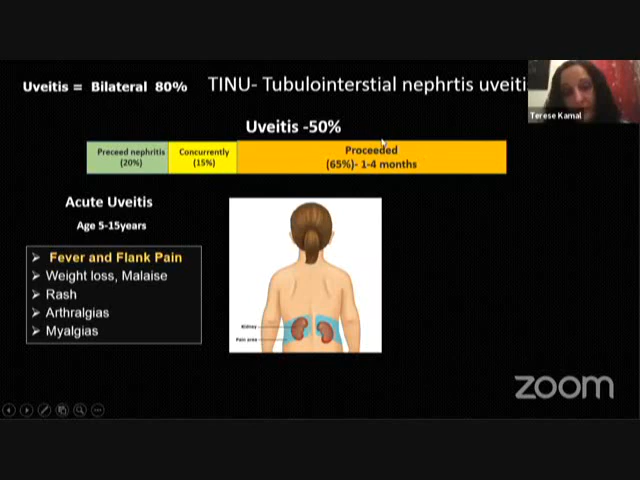 Uveitis = Bilateral 80%
TINU- Tubulointerstial nephrtis uveitis
Terese Kamal
Uveitis -50%
Preceed nephritis
(20%)
Concurrently
(15%)
Proceeded
(65%)- 1-4 months
Acute Uveitis
Age 5-15years
Fever and Flank Pain
Weight loss, Malaise
Rash
Arthralgias
Myalgias
Kidney
Pain area
zoom